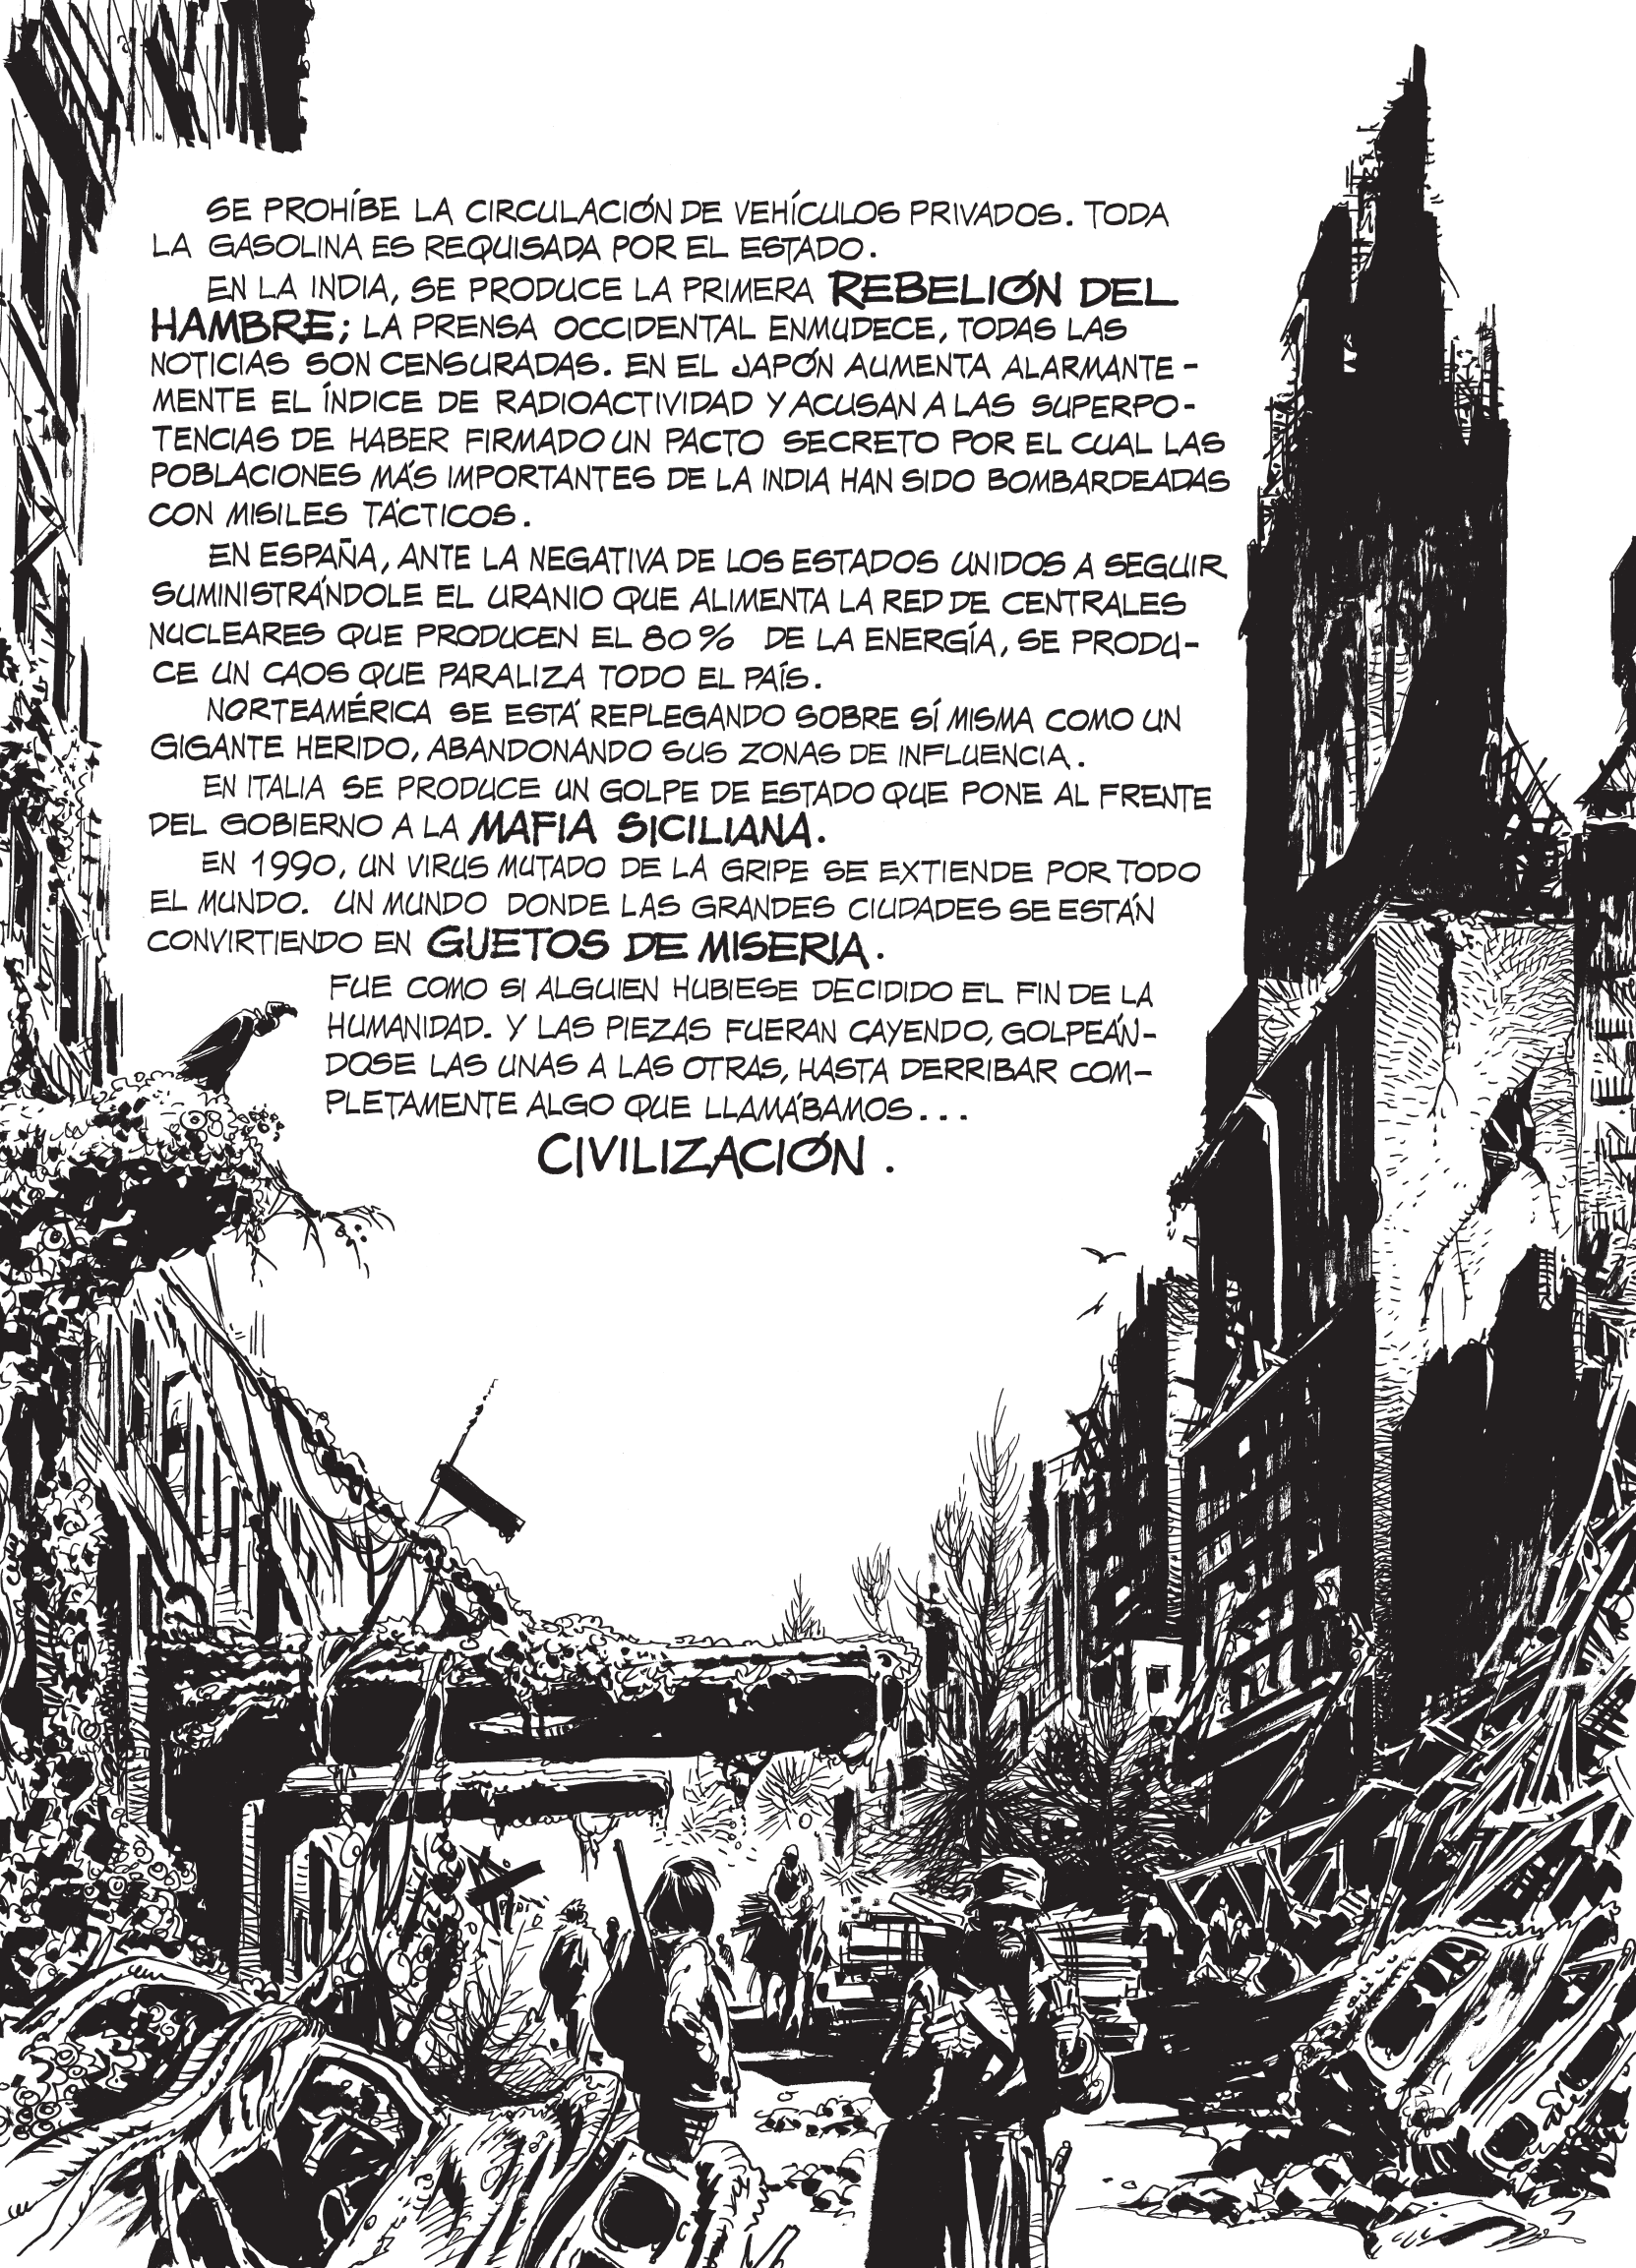 SE PROHÍBE LA CIRCULACIÓN DE VEHÍCULOS PRIVADOS. TODA
LA GASOLINA ES REQUISADA POR EL ESTADO.
EN LA INDIA, SE PRODUCE LA PRIMERA REBELIÓN DEL
HAMBRE; LA PRENSA OCCIDENTAL ENMUDECE, TODAS LAS
NOTICIAS SON CENSURADAS. EN EL JAPÓN AUMENTA ALARMANTE-
MENTE EL ÍNDICE DE RADIOACTIVIDAD Y ACUSAN A LAS SUPERPO-
TENCIAS DE HABER FIRMADO UN PACTO SECRETO POR EL CUAL LAS
POBLACIONES MÁS IMPORTANTES DE LA INDIA HAN SIDO BOMBARDEADAS
CON MISILES TÁCTICOS.
EN ESPAÑA, ANTE LA NEGATIVA DE LOS ESTADOS UNIDOS A SEGUIR
SUMINISTRÁNDOLE EL URANIO QUE ALIMENTA LA RED DE CENTRALES
NUCLEARES QUE PRODUCEN EL 80% DE LA ENERGÍA, SE PRODU-
CE UN CAOS QUE PARALIZA TODO EL PAÍS.
NORTEAMÉRICA SE ESTÁ REPLEGANDO SOBRE SÍ MISMA COMO UN
GIGANTE HERIDO, ABANDONANDO SUS ZONAS DE INFLUENCIA.
EN ITALIA SE PRODUCE UN GOLPE DE ESTADO QUE PONE AL FRENTE
DEL GOBIERNO A LA MAFIA SICILIANA.
EN 1990, UN VIRUS MUTADO DE LA GRIPE SE EXTIENDE POR TODO
EL MUNDO. UN MUNDO DONDE LAS GRANDES CIUDADES SE ESTÁN
CONVIRTIENDO EN GUETOS DE MISERIA.
FUE COMO SI ALGUIEN HUBIESE DECIDIDO EL FIN DE LA
HUMANIDAD. Y LAS PIEZAS FUERAN CAYENDO, GOLPEÁN-
DOSE LAS UNAS A LAS OTRAS, HASTA DERRIBAR COM-
PLETAMENTE ALGO QUE LLAMÁBAMOS...
CIVILIZACIÓN.